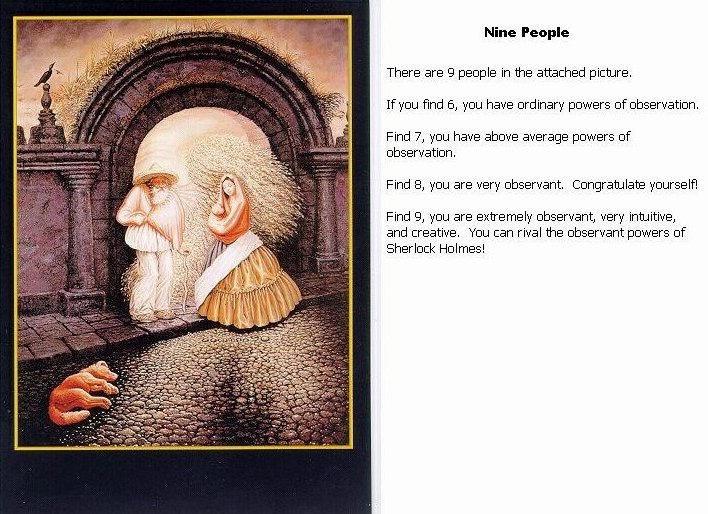 Nine People
There are 9 people in the attached picture.
If you find 6, you have ordinary powers of observation.
Find 7, you have above average powers of
observation.
Find 8, you are very observant.  Congratulate yourself!
Find 9, you are extremely observant, very intuitive,
and creative.  You can rival the observant powers of
Sherlock Holmes!